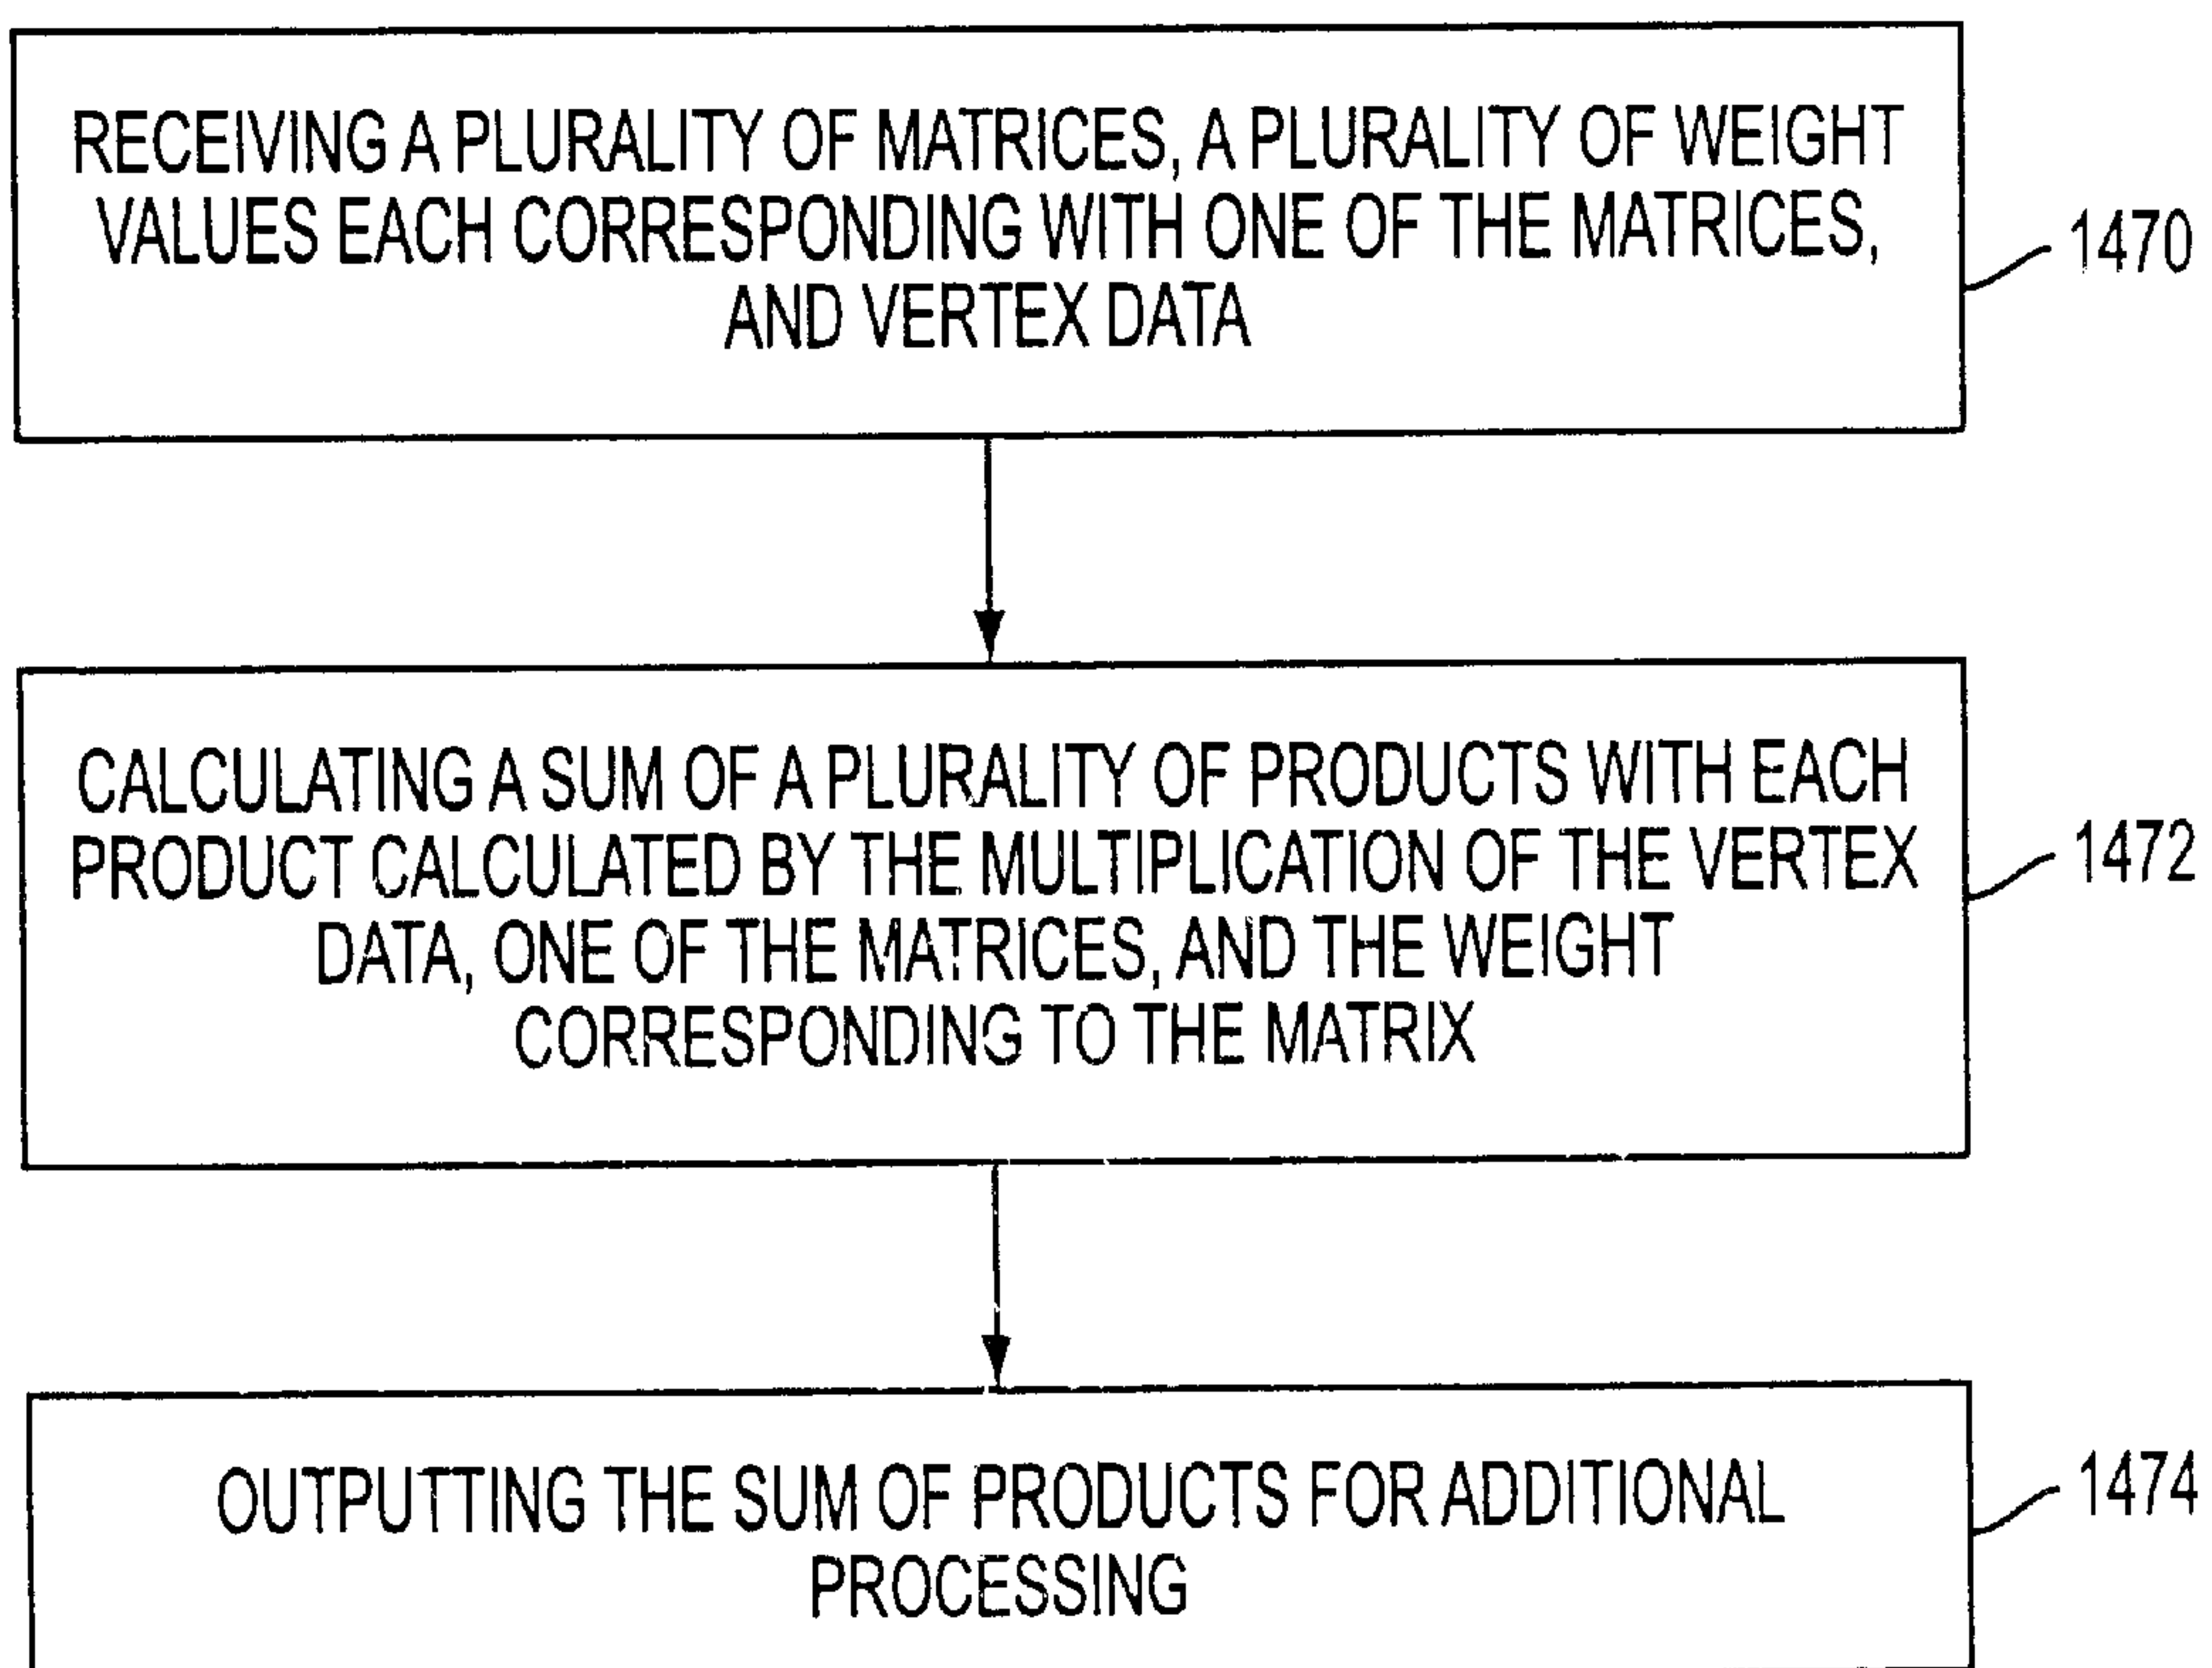 RECEIVING A PLURALITY OF MATRICES, A PLURALITY OF WEIGHT
VALUES EACH CORRESPONDING WITH ONE OF THE MATRICES,
AND VERTEX DATA
1470
CALCULATING A SUM OF A PLURALITY OF PRODUCTS WITH EACH
PRODUCT CALCULATED BY THE MULTIPLICATION OF THE VERTEX
DATA, ONE OF THE MATRICES, AND THE WEIGHT
CORRESPONDING TO THE MATRIX
1472
OUTPUTTING THE SUM OF PRODUCTS FOR ADDITIONAL
PROCESSING
1474